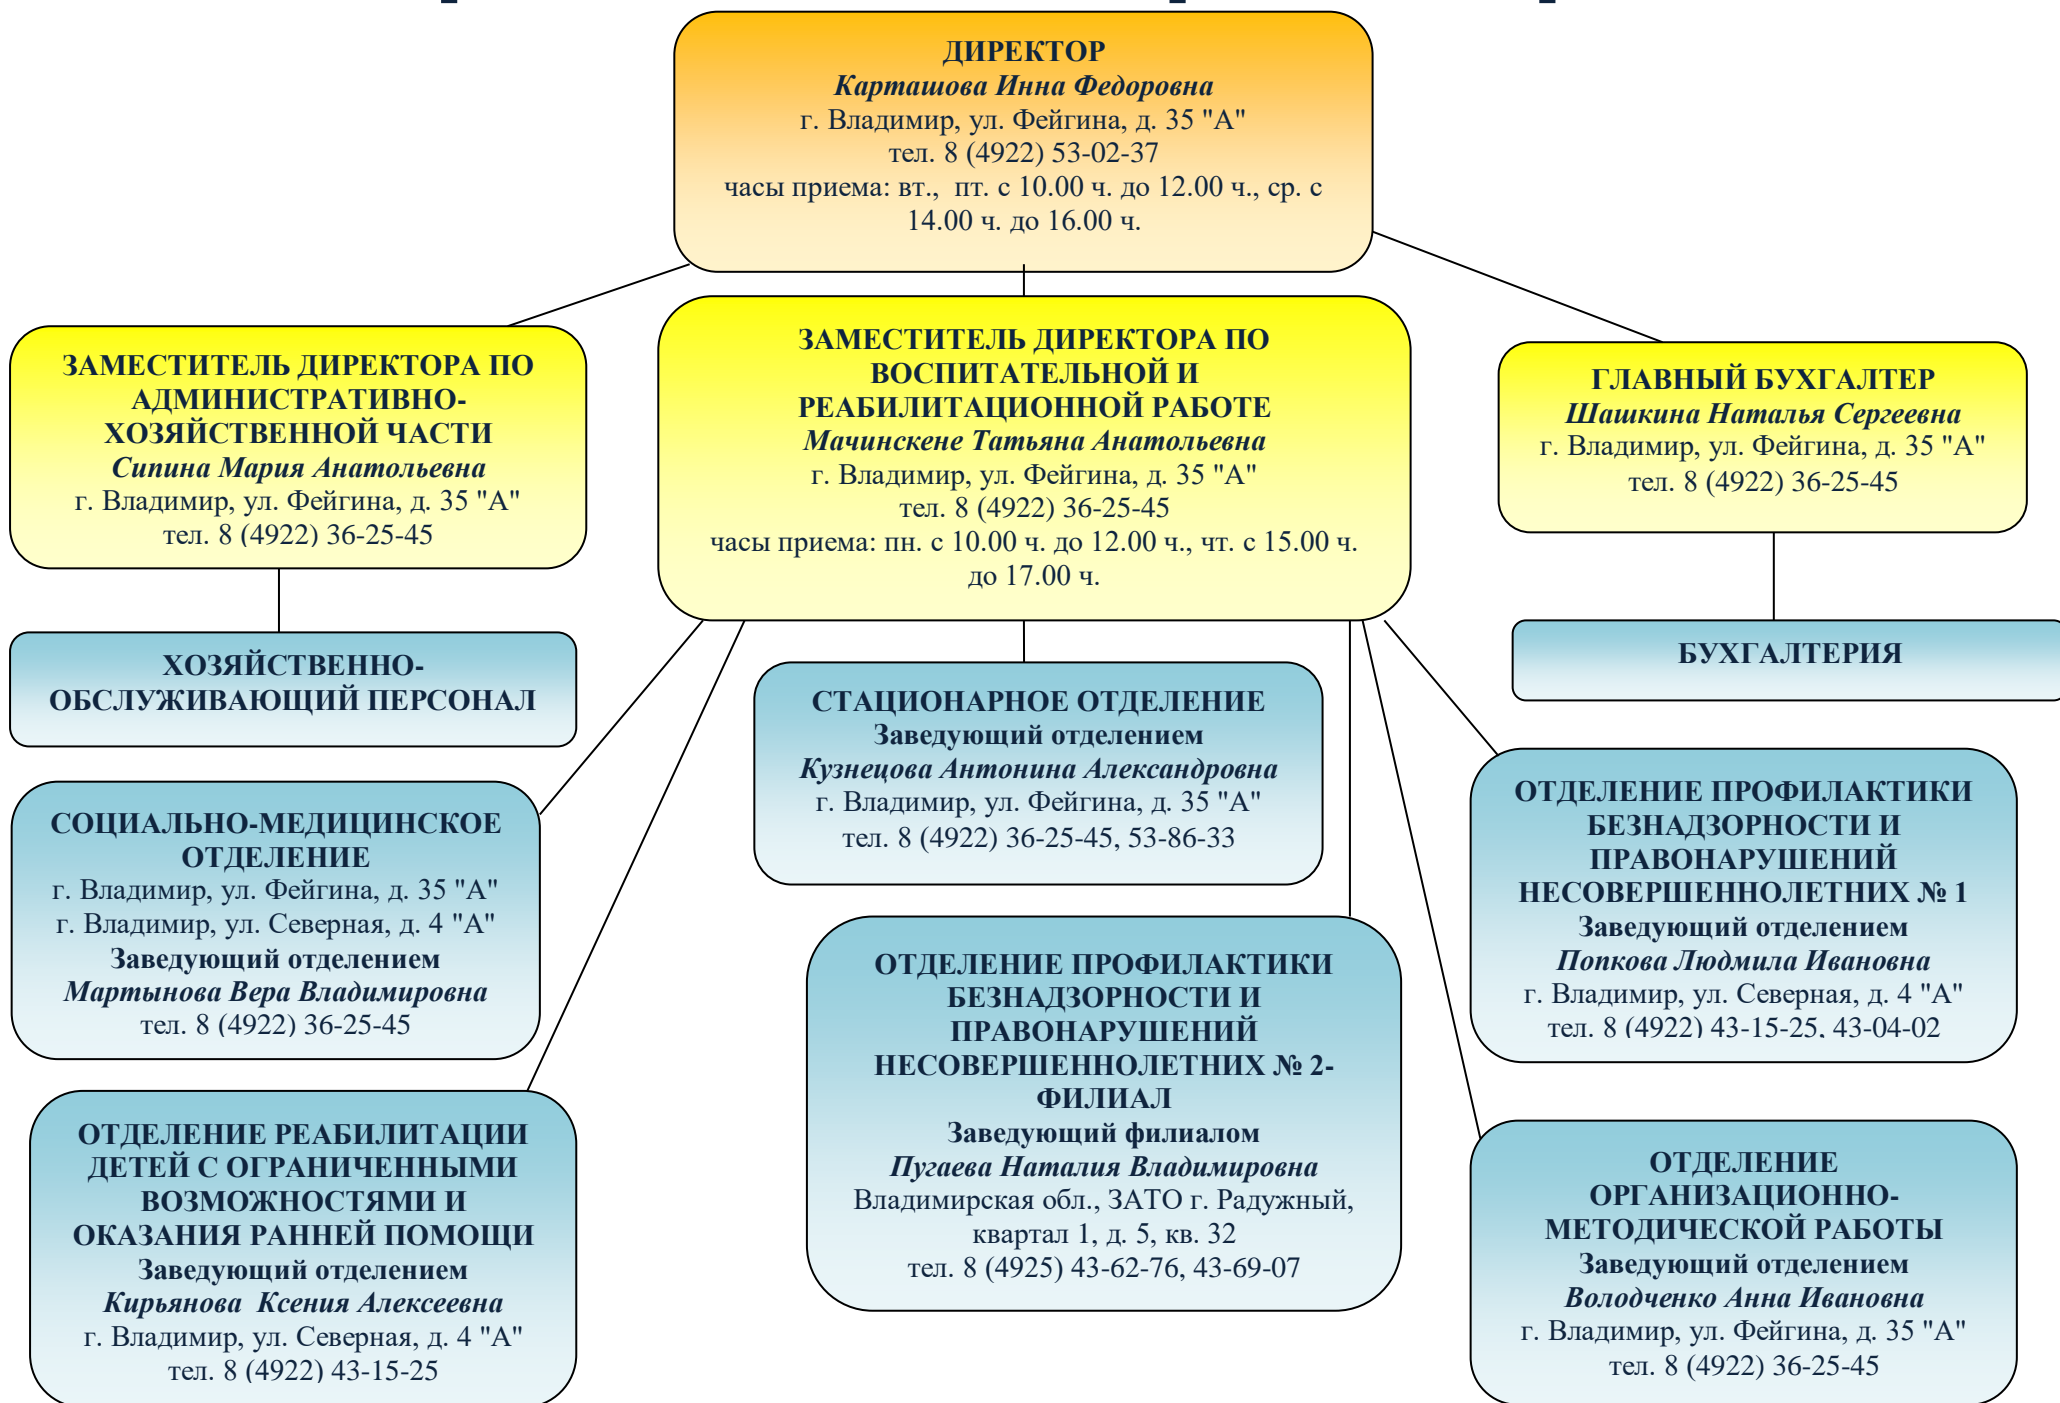 ДИРЕКТОР
Карташова Инна Федоровна
г. Владимир, ул. Фейгина, д. 35 "А"
тел. 8 (4922) 53-02-37
часы приема: вт., пт. с 10.00 ч. до 12.00 ч., ср. с
14.00 ч. до 16.00 ч.
ЗАМЕСТИТЕЛЬ ДИРЕКТОРА ПО
АДМИНИСТРАТИВНО-
ХОЗЯЙСТВЕННОЙ ЧАСТИ
Сипина Мария Анатольевна
г. Владимир, ул. Фейгина, д. 35 "А"
тел. 8 (4922) 36-25-45
ЗАМЕСТИТЕЛЬ ДИРЕКТОРА ПО
ВОСПИТАТЕЛЬНОЙ И
РЕАБИЛИТАЦИОННОЙ РАБОТЕ
Мачинскене Татьяна Анатольевна
г. Владимир, ул. Фейгина, д. 35 "А"
тел. 8 (4922) 36-25-45
часы приема: пн. с 10.00 ч. до 12.00 ч., чт. с 15.00 ч.
до 17.00 ч.
ГЛАВНЫЙ БУХГАЛТЕР
Шашкина Наталья Сергеевна
г. Владимир, ул. Фейгина, д. 35 "А"
тел. 8 (4922) 36-25-45
ХОЗЯЙСТВЕННО-
ОБСЛУЖИВАЮЩИЙ ПЕРСОНАЛ
БУХГАЛТЕРИЯ
СТАЦИОНАРНОЕ ОТДЕЛЕНИЕ
Заведующий отделением
Кузнецова Антонина Александровна
г. Владимир, ул. Фейгина, д. 35 "А"
тел. 8 (4922) 36-25-45, 53-86-33
СОЦИАЛЬНО-МЕДИЦИНСКОЕ
ОТДЕЛЕНИЕ
г. Владимир, ул. Фейгина, д. 35 "А"
г. Владимир, ул. Северная, д. 4 "А"
Заведующий отделением
Мартынова Вера Владимировна
тел. 8 (4922) 36-25-45
ОТДЕЛЕНИЕ ПРОФИЛАКТИКИ
БЕЗНАДЗОРНОСТИ И
ПРАВОНАРУШЕНИЙ
НЕСОВЕРШЕННОЛЕТНИХ № 1
Заведующий отделением
Попкова Людмила Ивановна
г. Владимир, ул. Северная, д. 4 "А"
тел. 8 (4922) 43-15-25, 43-04-02
ОТДЕЛЕНИЕ ПРОФИЛАКТИКИ
БЕЗНАДЗОРНОСТИ И
ПРАВОНАРУШЕНИЙ
НЕСОВЕРШЕННОЛЕТНИХ № 2-
ФИЛИАЛ
Заведующий филиалом
Пугаева Наталия Владимировна
Владимирская обл., ЗАТО г. Радужный,
квартал 1, д. 5, кв. 32
тел. 8 (4925) 43-62-76, 43-69-07
ОТДЕЛЕНИЕ РЕАБИЛИТАЦИИ
ДЕТЕЙ С ОГРАНИЧЕННЫМИ
ВОЗМОЖНОСТЯМИ И
ОКАЗАНИЯ РАННЕЙ ПОМОЩИ
Заведующий отделением
Кирьянова Ксения Алексеевна
г. Владимир, ул. Северная, д. 4 "А"
тел. 8 (4922) 43-15-25
ОТДЕЛЕНИЕ
ОРГАНИЗАЦИОННО-
МЕТОДИЧЕСКОЙ РАБОТЫ
Заведующий отделением
Володченко Анна Ивановна
г. Владимир, ул. Фейгина, д. 35 "А"
тел. 8 (4922) 36-25-45